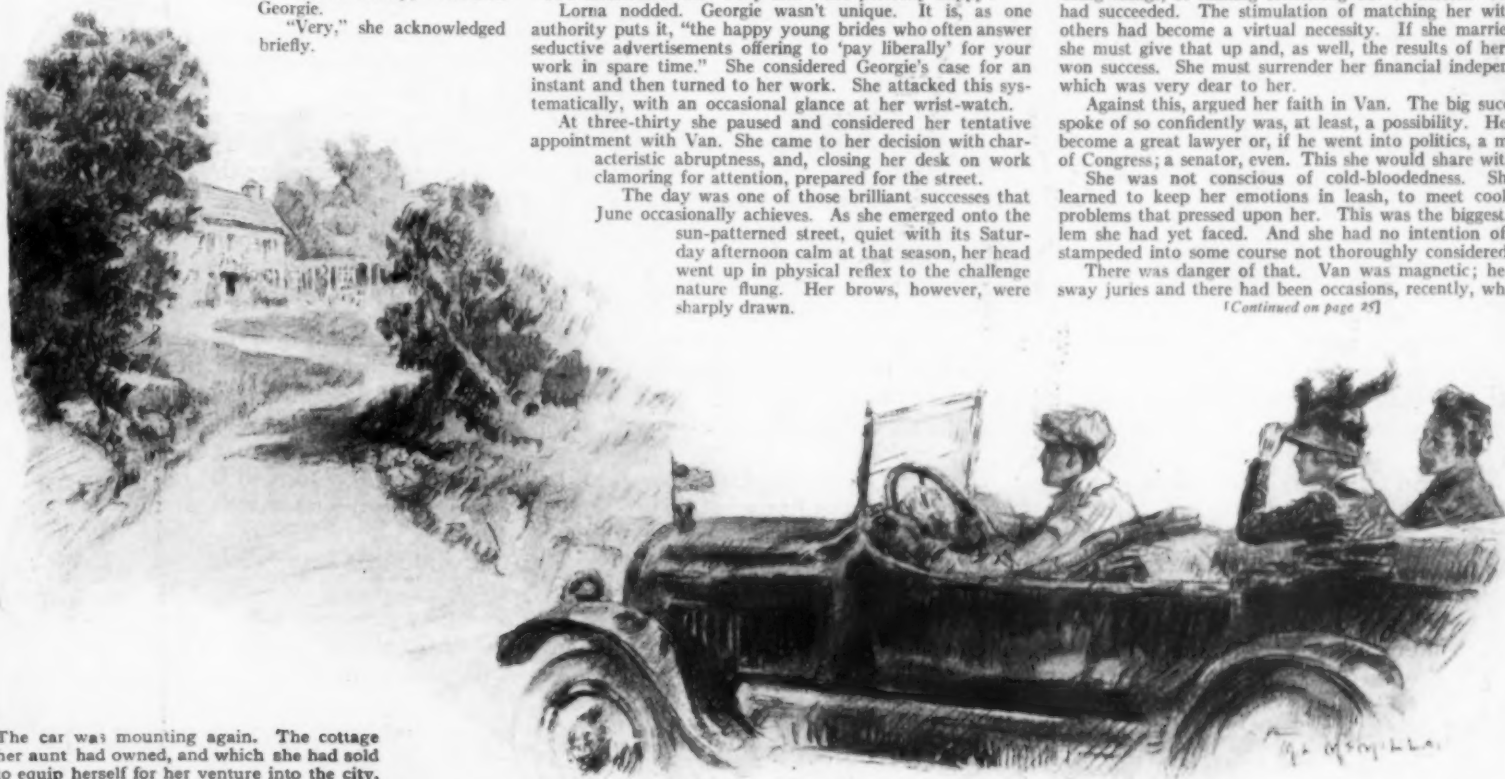 Georgie.
"Very," she acknowledged
briefly.
Lorna nodded. Georgie wasn't unique. It is, as one
authority puts it, "the happy young brides who often answer
seductive advertisements offering to 'pay liberally' for your
work in spare time." She considered Georgie's case for an
instant and then turned to her work. She attacked this sys-
tematically, with an occasional glance at her wrist-watch.
At three-thirty she paused and considered her tentative
appointment with Van. She came to her decision with char-
acteristic abruptness, and, closing her desk on work
clamoring for attention, prepared for the street.
The day was one of those brilliant successes that
June occasionally achieves. As she emerged onto the
sun-patterned street, quiet with its Satur-
day afternoon calm at that season, her head
went up in physical reflex to the challenge
nature flung. Her brows, however, were
sharply drawn.
had succeeded. The stimulation of matching her wit
others had become a virtual necessity. If she marrie
she must give that up and, as well, the results of her
won success. She must surrender her financial indepen
which was very dear to her.
Against this, argued her faith in Van. The big succ
spoke of so confidently was, at least, a possibility. He
become a great lawyer or, if he went into politics, a m
of Congress; a senator, even. This she would share wit
She was not conscious of cold-bloodedness. Sh
learned to keep her emotions in leash, to meet cool
problems that pressed upon her. This was the biggest
lem she had yet faced. And she had no intention of
stampeded into some course not thoroughly considered
There was danger of that. Van was magnetic; he
sway juries and there had been occasions, recently, wh
[Continued on page 25]
The car was mounting again. The cottage
her aunt had owned, and which she had sold
to equip herself for her venture into the city,